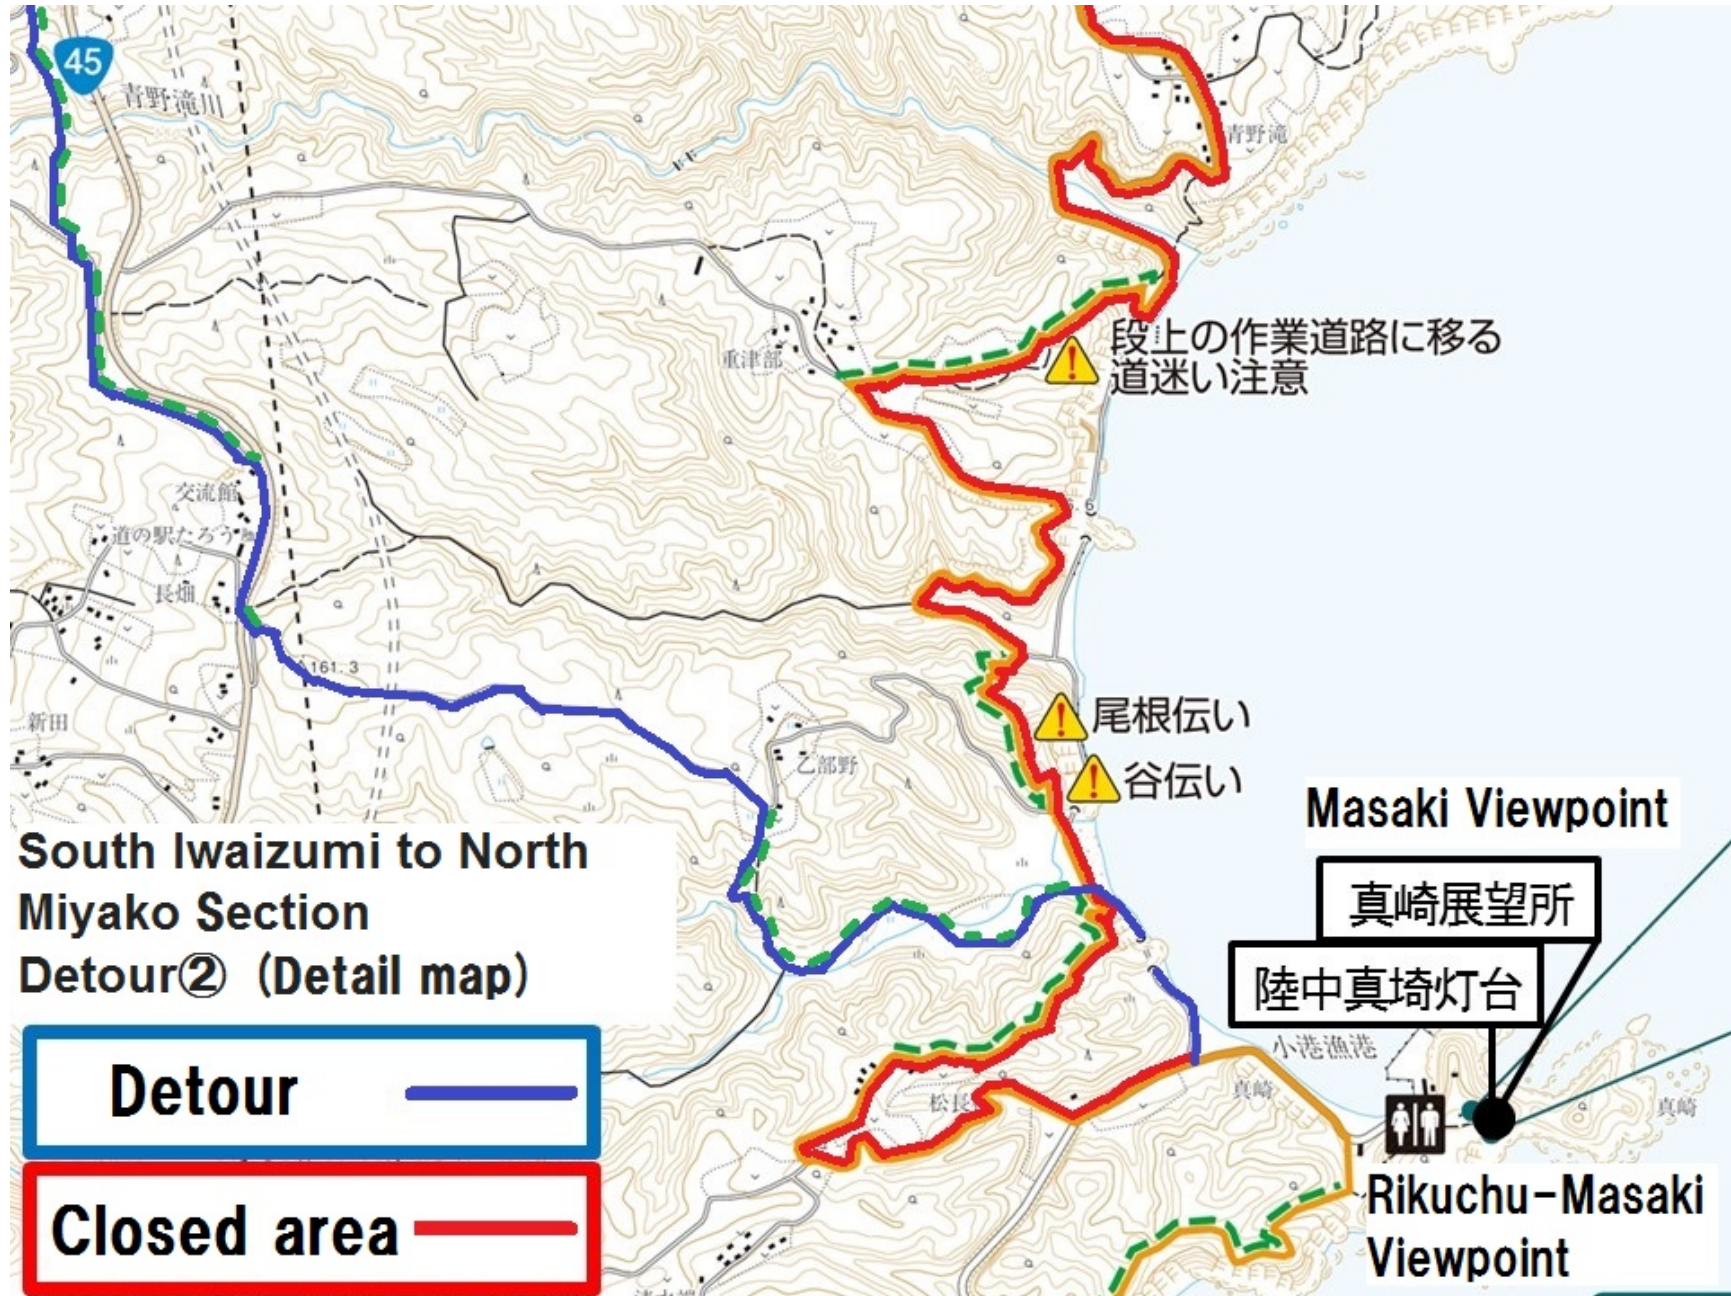 45
青野滝川
青野滝
段上の作業道路に移る
道迷い注意
重津部
交流館
道の駅たろう
長畑
161.3
新田
尾根伝い
谷伝い
乙部野
Masaki Viewpoint
真崎展望所
陸中真埼灯台
小港漁港
真崎
真崎
Rikuchu-Masaki
Viewpoint
South Iwaizumi to North
Miyako Section
Detour② (Detail map)
Detour
Closed area